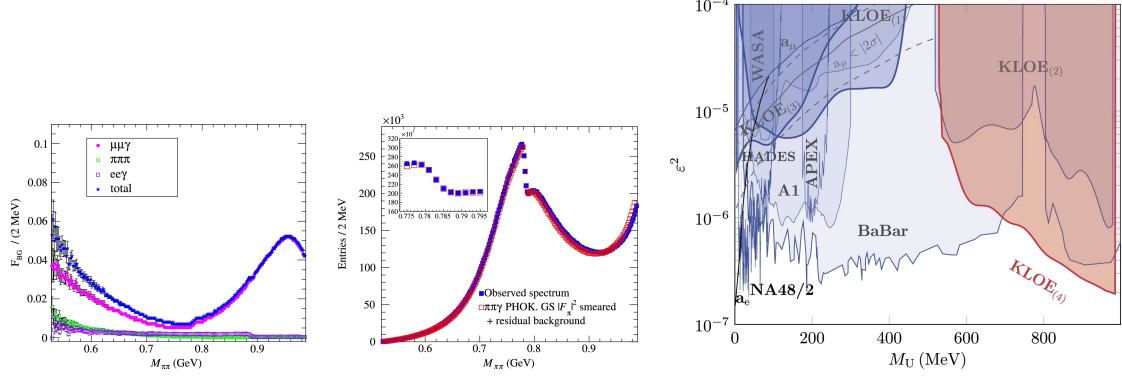 F_BG / (2 MeV)
0.1
0.08
0.06
0.04
0.02
0
μμγ
πππ
eeγ
total
0.6
0.7
0.8
0.9
M_ππ (GeV)
×10³
Entries / 2 MeV
250
200
150
100
50
0
×10³
320
300
280
260
240
220
200
180
160
0.775 0.78 0.785 0.79 0.795
Observed spectrum
ππγ PHOK. GS |F_π|² smeared
+ residual background
0.6
0.7
0.8
0.9
M_ππ (GeV)
ε²
10⁻⁴
10⁻⁵
10⁻⁶
10⁻⁷
KLOE(1)
WASA
a_μ
a_μ < |2σ|
KLOE(2)
KLOE(3)
HADES
APEX
A1
BaBar
KLOE(4)
NA48/2
a_e
0
200
400
600
800
M_U (MeV)